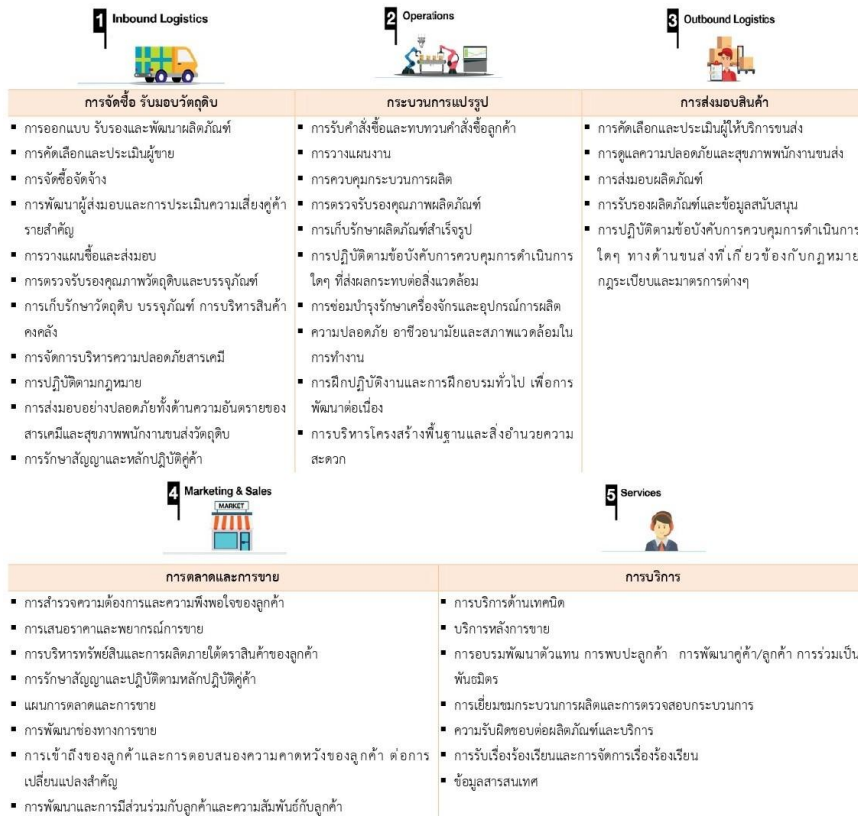 1 Inbound Logistics
การจัดซื้อ รับมอบวัตถุดิบ
▪ การออกแบบ รับรองและพัฒนาผลิตภัณฑ์
▪ การคัดเลือกและประเมินผู้ขาย
▪ การจัดซื้อจัดจ้าง
▪ การพัฒนาผู้ส่งมอบและการประเมินความเสี่ยงคู่ค้า
รายสำคัญ
▪ การวางแผนซื้อและส่งมอบ
▪ การตรวจรับรองคุณภาพวัตถุดิบและบรรจุภัณฑ์
▪ การเก็บรักษาวัตถุดิบ บรรจุภัณฑ์ การบริหารสินค้า
คงคลัง
▪ การจัดการบริหารความปลอดภัยสารเคมี
▪ การปฏิบัติตามกฎหมาย
▪ การส่งมอบอย่างปลอดภัยทั้งด้านความอันตรายของ
สารเคมีและสุขภาพพนักงานขนส่งวัตถุดิบ
▪ การรักษาสัญญาและหลักปฏิบัติคู่ค้า
2 Operations
กระบวนการแปรรูป
▪ การรับคำสั่งซื้อและทบทวนคำสั่งซื้อลูกค้า
▪ การวางแผนงาน
▪ การควบคุมกระบวนการผลิต
▪ การตรวจรับรองคุณภาพผลิตภัณฑ์
▪ การเก็บรักษาผลิตภัณฑ์สำเร็จรูป
▪ การปฏิบัติตามข้อบังคับการควบคุมการดำเนินการ
ใดๆ ที่ส่งผลกระทบต่อสิ่งแวดล้อม
▪ การซ่อมบำรุงรักษาเครื่องจักรและอุปกรณ์การผลิต
▪ ความปลอดภัย อาชีวอนามัยและสภาพแวดล้อมใน
การทำงาน
▪ การฝึกปฏิบัติงานและการฝึกอบรมทั่วไป เพื่อการ
พัฒนาต่อเนื่อง
▪ การบริหารโครงสร้างพื้นฐานและสิ่งอำนวยความ
สะดวก
3 Outbound Logistics
การส่งมอบสินค้า
▪ การคัดเลือกและประเมินผู้ให้บริการขนส่ง
▪ การดูแลความปลอดภัยและสุขภาพพนักงานขนส่ง
▪ การส่งมอบผลิตภัณฑ์
▪ การรับรองผลิตภัณฑ์และข้อมูลสนับสนุน
▪ การปฏิบัติตามข้อบังคับการควบคุมการดำเนินการ
ใดๆ ทางด้านขนส่งที่เกี่ยวข้องกับกฎหมาย
กฎระเบียบและมาตรการต่างๆ
4 Marketing & Sales
MARKET
การตลาดและการขาย
▪ การสำรวจความต้องการและความพึงพอใจของลูกค้า
▪ การเสนอราคาและพยากรณ์การขาย
▪ การบริหารทรัพย์สินและการผลิตภายใต้ตราสินค้าของลูกค้า
▪ การรักษาสัญญาและปฏิบัติตามหลักปฏิบัติคู่ค้า
▪ แผนการตลาดและการขาย
▪ การพัฒนาช่องทางการขาย
▪ การเข้าถึงของลูกค้าและการตอบสนองความคาดหวังของลูกค้า ต่อการ
เปลี่ยนแปลงสำคัญ
▪ การพัฒนาและการมีส่วนร่วมกับลูกค้าและความสัมพันธ์กับลูกค้า
5 Services
การบริการ
▪ การบริการด้านเทคนิด
▪ บริการหลังการขาย
▪ การอบรมพัฒนาตัวแทน การพบปะลูกค้า การพัฒนาคู่ค้า/ลูกค้า การร่วมเป็น
พันธมิตร
▪ การเยี่ยมชมกระบวนการผลิตและการตรวจสอบกระบวนการ
▪ ความรับผิดชอบต่อผลิตภัณฑ์และบริการ
▪ การรับเรื่องร้องเรียนและการจัดการเรื่องร้องเรียน
▪ ข้อมูลสารสนเทศ